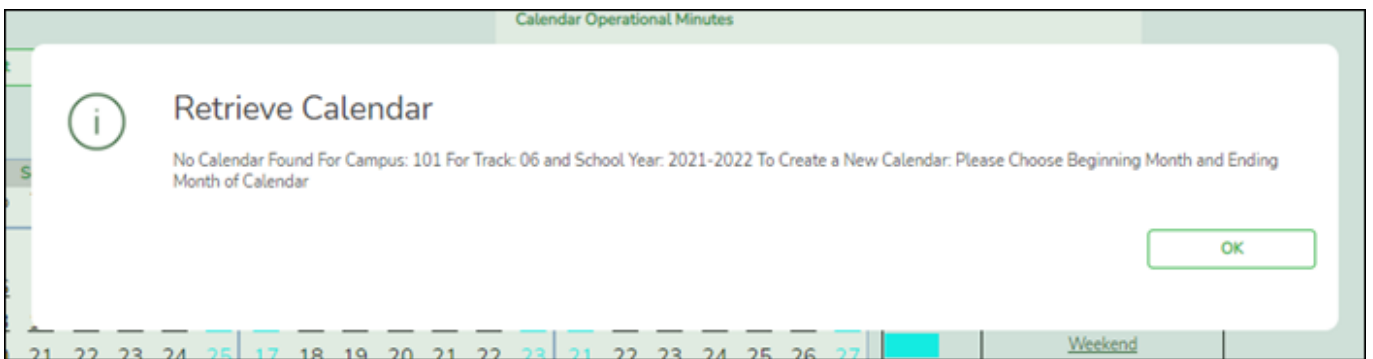 Calendar Operational Minutes
Retrieve Calendar
No Calendar Found For Campus: 101 For Track: 06 and School Year: 2021-2022 To Create a New Calendar: Please Choose Beginning Month and Ending
Month of Calendar
OK
21 22 23 24 25 17 18 19 20 21 22 23 21 22 23 24 25 26 27 Weekend